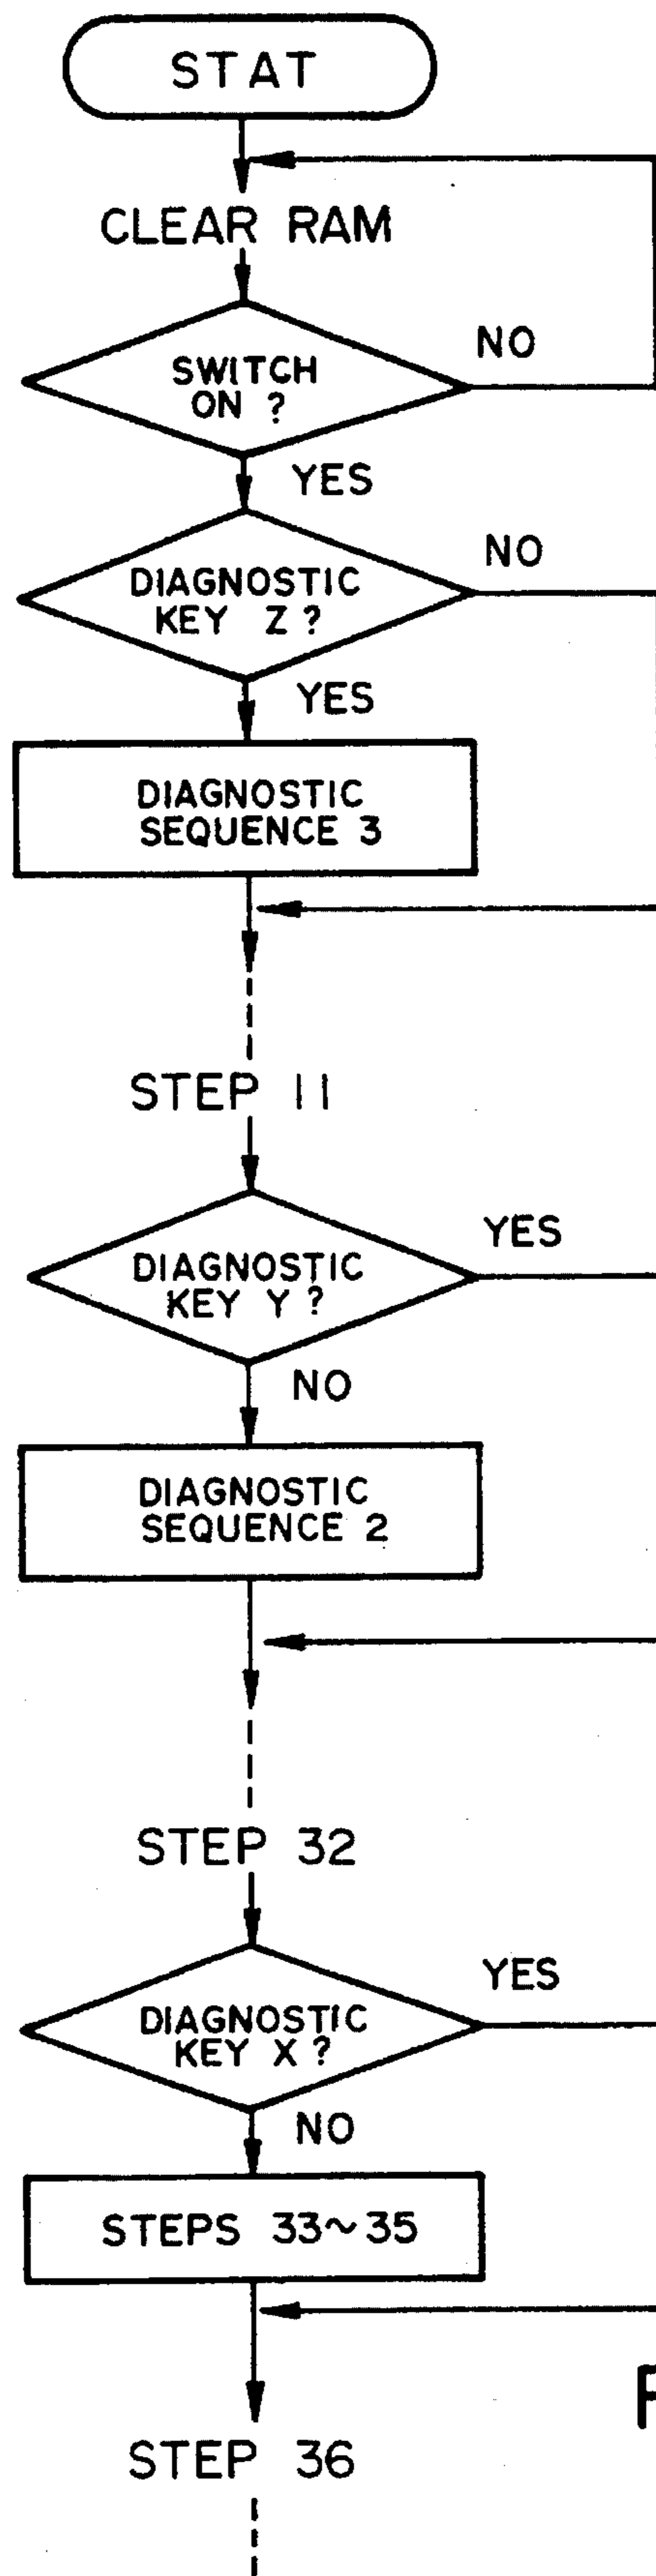 STAT
CLEAR RAM
NO
SWITCH
ON ?
YES
NO
DIAGNOSTIC
KEY Z ?
YES
DIAGNOSTIC
SEQUENCE 3
STEP 11
YES
DIAGNOSTIC
KEY Y ?
NO
DIAGNOSTIC
SEQUENCE 2
STEP 32
YES
DIAGNOSTIC
KEY X ?
NO
STEPS 33~35
STEP 36